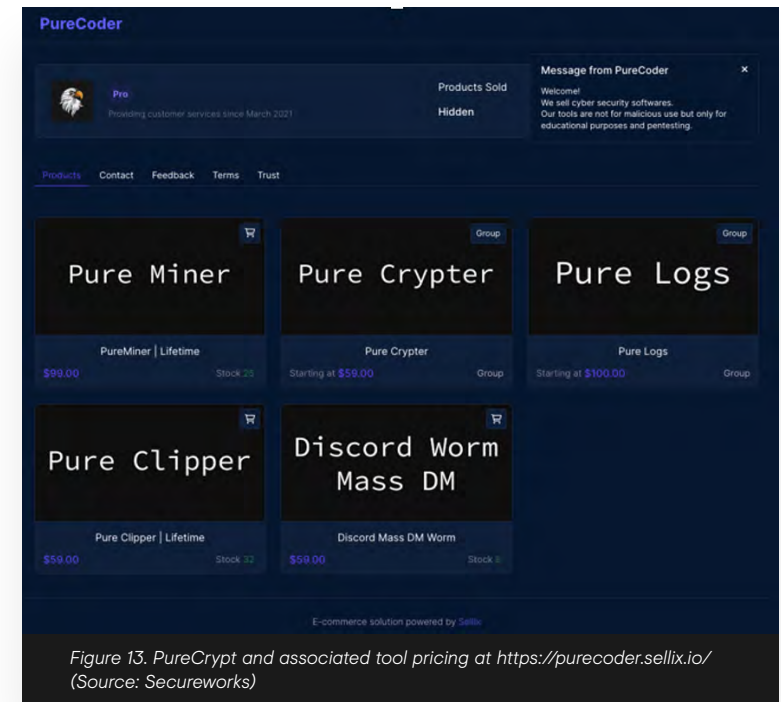 PureCoder
Pro
Providing customer services since March 2021
Products Sold
Hidden
Message from PureCoder
×
Welcome!
We sell cyber security softwares.
Our tools are not for malicious use but only for
educational purposes and pentesting.
Products Contact Feedback Terms Trust
Pure Miner
PureMiner | Lifetime
$99.00 Stock 25
Group
Pure Crypter
Pure Crypter
Starting at $59.00 Group
Group
Pure Logs
Pure Logs
Starting at $100.00 Group
Pure Clipper
Pure Clipper | Lifetime
$59.00 Stock 32
Discord Worm
Mass DM
Discord Mass DM Worm
$59.00 Stock
E-commerce solution powered by Sellix
Figure 13. PureCrypt and associated tool pricing at https://purecoder.sellix.io/
(Source: Secureworks)